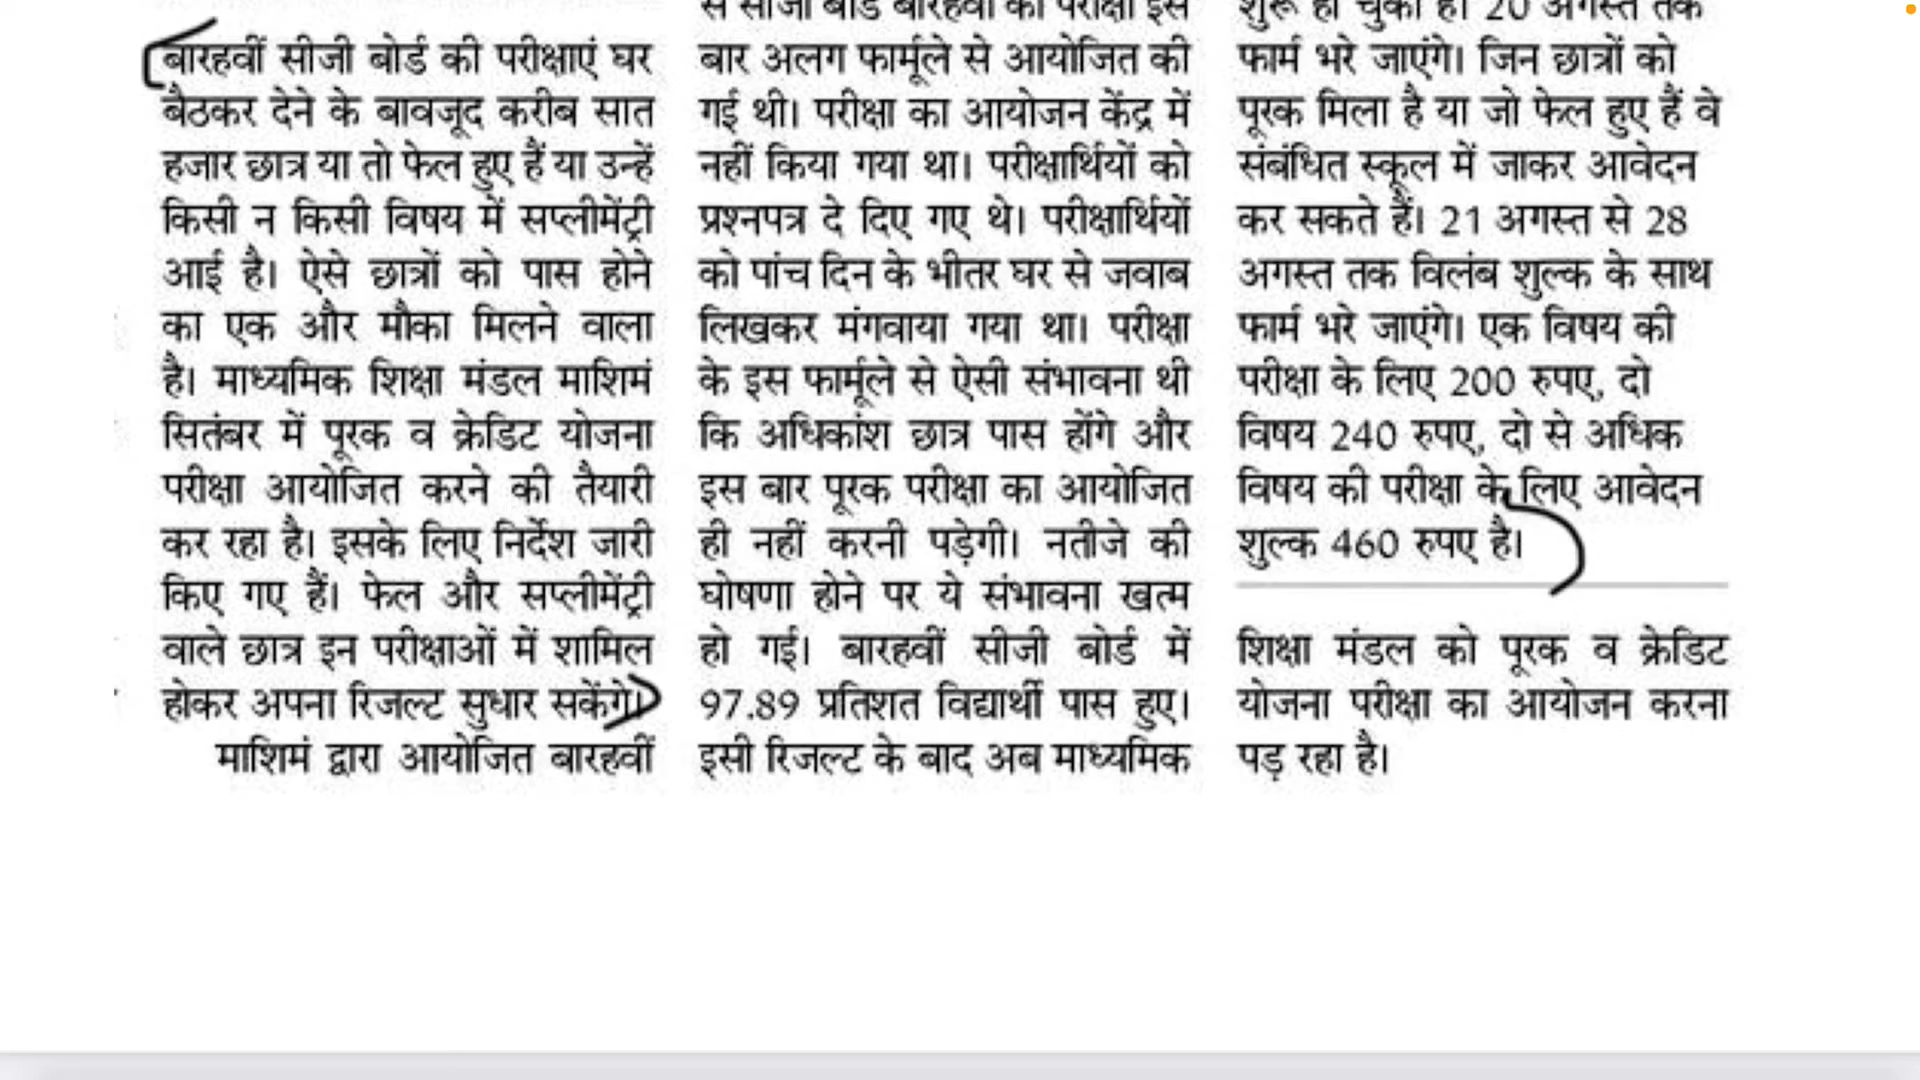 बारहवीं सीजी बोर्ड की परीक्षाएं घर
बैठकर देने के बावजूद करीब सात
हजार छात्र या तो फेल हुए हैं या उन्हें
किसी न किसी विषय में सप्लीमेंट्री
आई है। ऐसे छात्रों को पास होने
का एक और मौका मिलने वाला
है। माध्यमिक शिक्षा मंडल माशिमं
सितंबर में पूरक व क्रेडिट योजना
परीक्षा आयोजित करने की तैयारी
कर रहा है। इसके लिए निर्देश जारी
किए गए हैं। फेल और सप्लीमेंट्री
वाले छात्र इन परीक्षाओं में शामिल
होकर अपना रिजल्ट सुधार सकेंगे।
माशिमं द्वारा आयोजित बारहवीं
से सीजी बोर्ड बारहवीं की परीक्षा इस
बार अलग फार्मूले से आयोजित की
गई थी। परीक्षा का आयोजन केंद्र में
नहीं किया गया था। परीक्षार्थियों को
प्रश्नपत्र दे दिए गए थे। परीक्षार्थियों
को पांच दिन के भीतर घर से जवाब
लिखकर मंगवाया गया था। परीक्षा
के इस फार्मूले से ऐसी संभावना थी
कि अधिकांश छात्र पास होंगे और
इस बार पूरक परीक्षा का आयोजित
ही नहीं करनी पड़ेगी। नतीजे की
घोषणा होने पर ये संभावना खत्म
हो गई। बारहवीं सीजी बोर्ड में
97.89 प्रतिशत विद्यार्थी पास हुए।
इसी रिजल्ट के बाद अब माध्यमिक
शुरू हो चुका है। 20 अगस्त तक
फार्म भरे जाएंगे। जिन छात्रों को
पूरक मिला है या जो फेल हुए हैं वे
संबंधित स्कूल में जाकर आवेदन
कर सकते हैं। 21 अगस्त से 28
अगस्त तक विलंब शुल्क के साथ
फार्म भरे जाएंगे। एक विषय की
परीक्षा के लिए 200 रुपए, दो
विषय 240 रुपए, दो से अधिक
विषय की परीक्षा के लिए आवेदन
शुल्क 460 रुपए है।
शिक्षा मंडल को पूरक व क्रेडिट
योजना परीक्षा का आयोजन करना
पड़ रहा है।